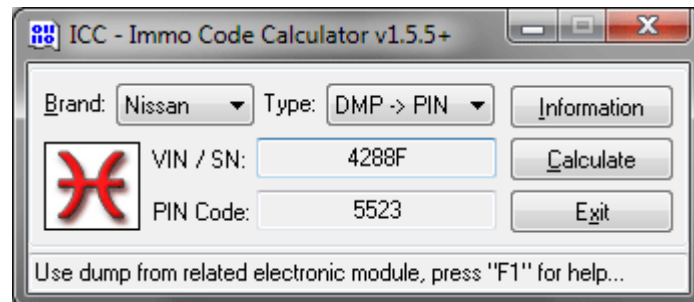 ICC - Immo Code Calculator v1.5.5+
Brand: Nissan Type: DMP -> PIN Information
VIN / SN: 4288F Calculate
PIN Code: 5523 Exit
Use dump from related electronic module, press "F1" for help...